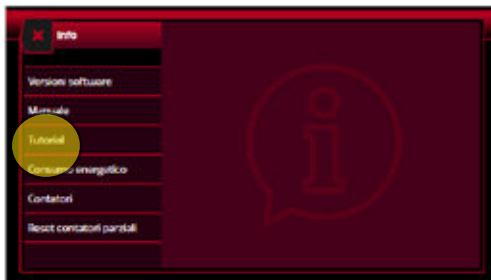 Info
Versioni software
Manuale
Tutorial
Consumo energetico
Contatori
Reset contatori parziali